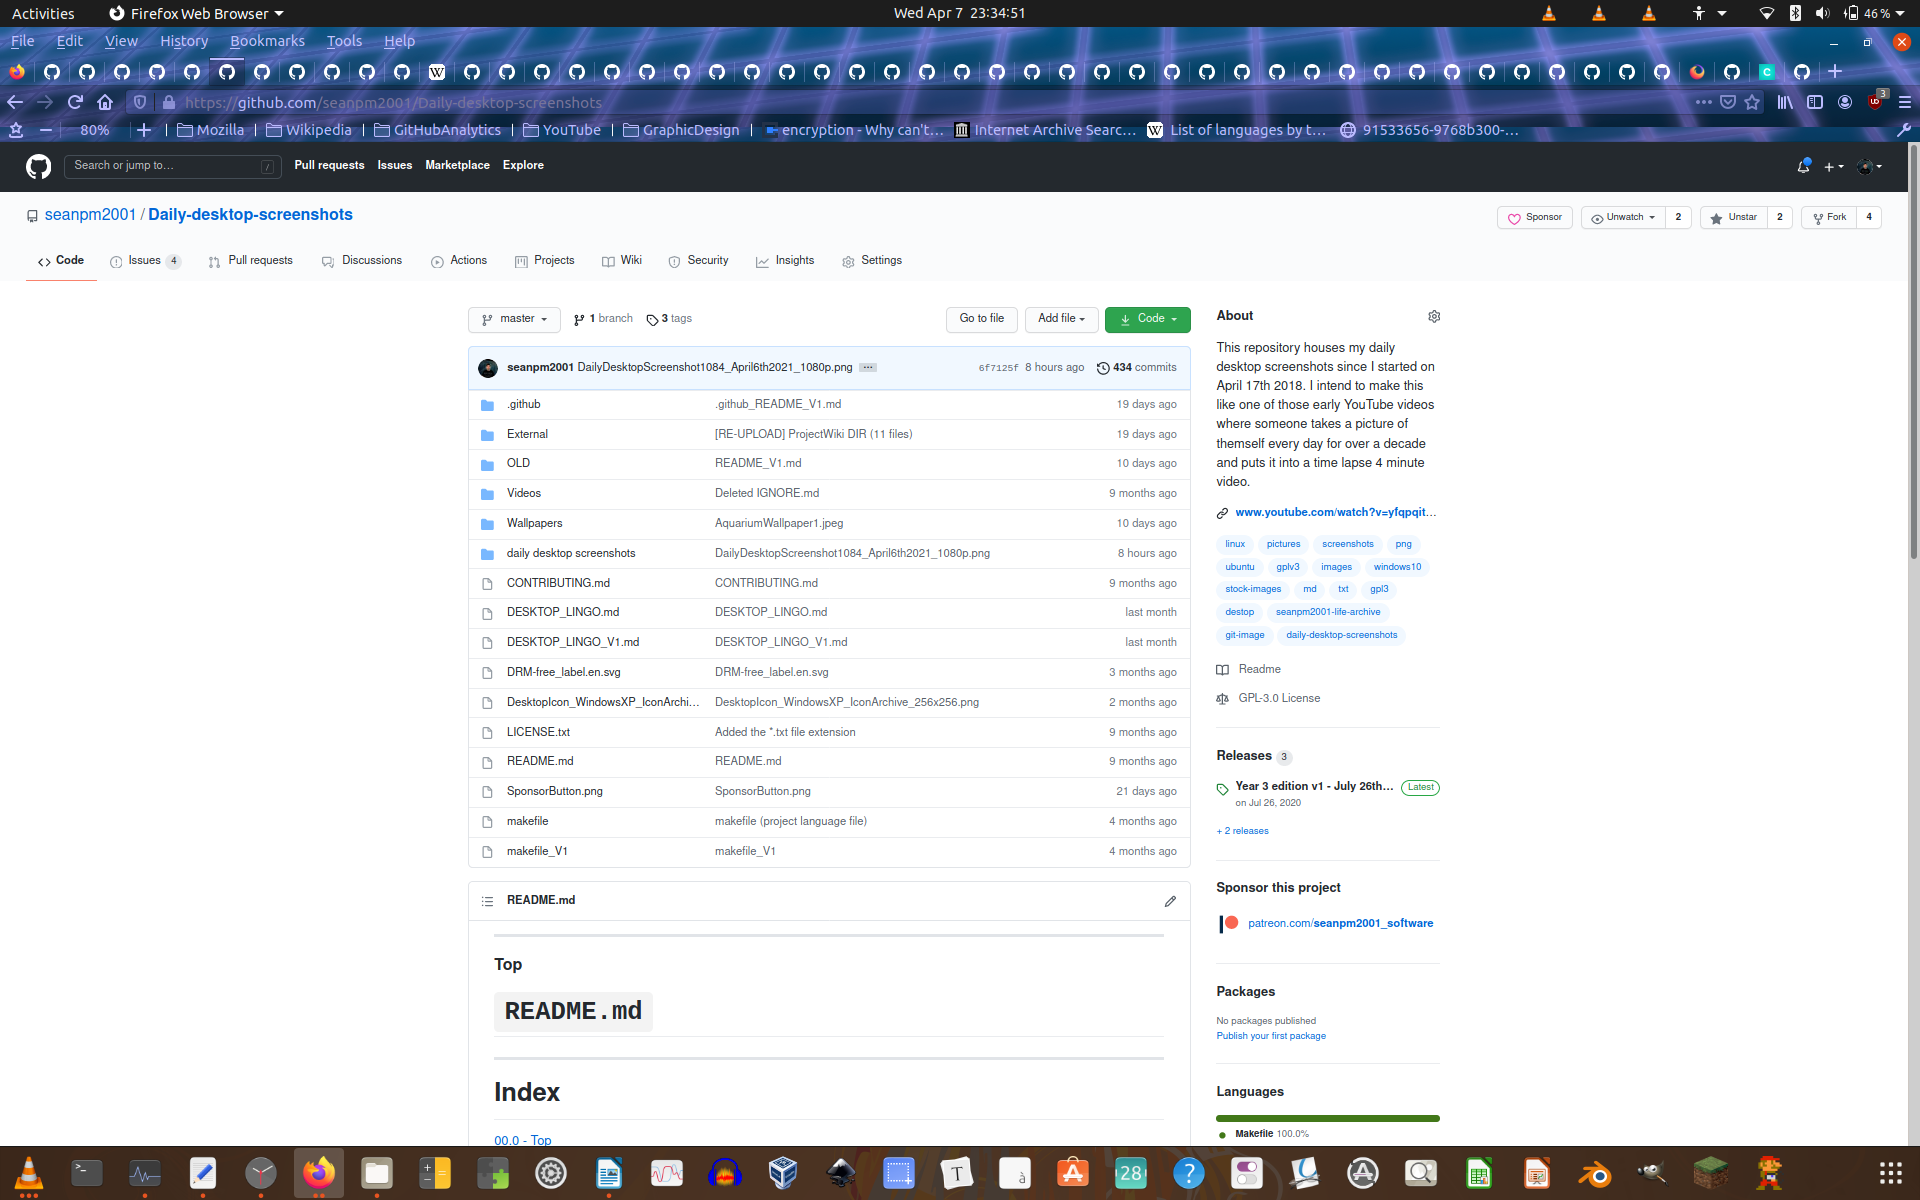 Activities
Firefox Web Browser
Wed Apr 7 23:34:51
46 %
File Edit View History Bookmarks Tools Help
https://github.com/seanpm2001/Daily-desktop-screenshots
3
80%
Mozilla
Wikipedia
GitHubAnalytics
YouTube
GraphicDesign
encryption - Why can't…
Internet Archive Searc…
List of languages by t…
91533656-9768b300-…
Search or jump to…
/
Pull requests Issues Marketplace Explore
seanpm2001 / Daily-desktop-screenshots
Sponsor
Unwatch 2
Unstar 2
Fork 4
Code
Issues 4
Pull requests
Discussions
Actions
Projects
Wiki
Security
Insights
Settings
master
1 branch
3 tags
Go to file
Add file
Code
seanpm2001 DailyDesktopScreenshot1084_April6th2021_1080p.png ··· 6f7125f 8 hours ago 434 commits
.github .github_README_V1.md 19 days ago
External [RE-UPLOAD] ProjectWiki DIR (11 files) 19 days ago
OLD README_V1.md 10 days ago
Videos Deleted IGNORE.md 9 months ago
Wallpapers AquariumWallpaper1.jpeg 10 days ago
daily desktop screenshots DailyDesktopScreenshot1084_April6th2021_1080p.png 8 hours ago
CONTRIBUTING.md CONTRIBUTING.md 9 months ago
DESKTOP_LINGO.md DESKTOP_LINGO.md last month
DESKTOP_LINGO_V1.md DESKTOP_LINGO_V1.md last month
DRM-free_label.en.svg DRM-free_label.en.svg 3 months ago
DesktopIcon_WindowsXP_IconArchi… DesktopIcon_WindowsXP_IconArchive_256x256.png 2 months ago
LICENSE.txt Added the *.txt file extension 9 months ago
README.md README.md 9 months ago
SponsorButton.png SponsorButton.png 21 days ago
makefile makefile (project language file) 4 months ago
makefile_V1 makefile_V1 4 months ago
README.md
Top
README.md
Index
00.0 - Top
About
This repository houses my daily
desktop screenshots since I started on
April 17th 2018. I intend to make this
like one of those early YouTube videos
where someone takes a picture of
themself every day for over a decade
and puts it into a time lapse 4 minute
video.
www.youtube.com/watch?v=yfqpqit…
linux pictures screenshots png
ubuntu gplv3 images windows10
stock-images md txt gpl3
destop seanpm2001-life-archive
git-image daily-desktop-screenshots
Readme
GPL-3.0 License
Releases 3
Year 3 edition v1 - July 26th… Latest
on Jul 26, 2020
+ 2 releases
Sponsor this project
patreon.com/seanpm2001_software
Packages
No packages published
Publish your first package
Languages
Makefile 100.0%